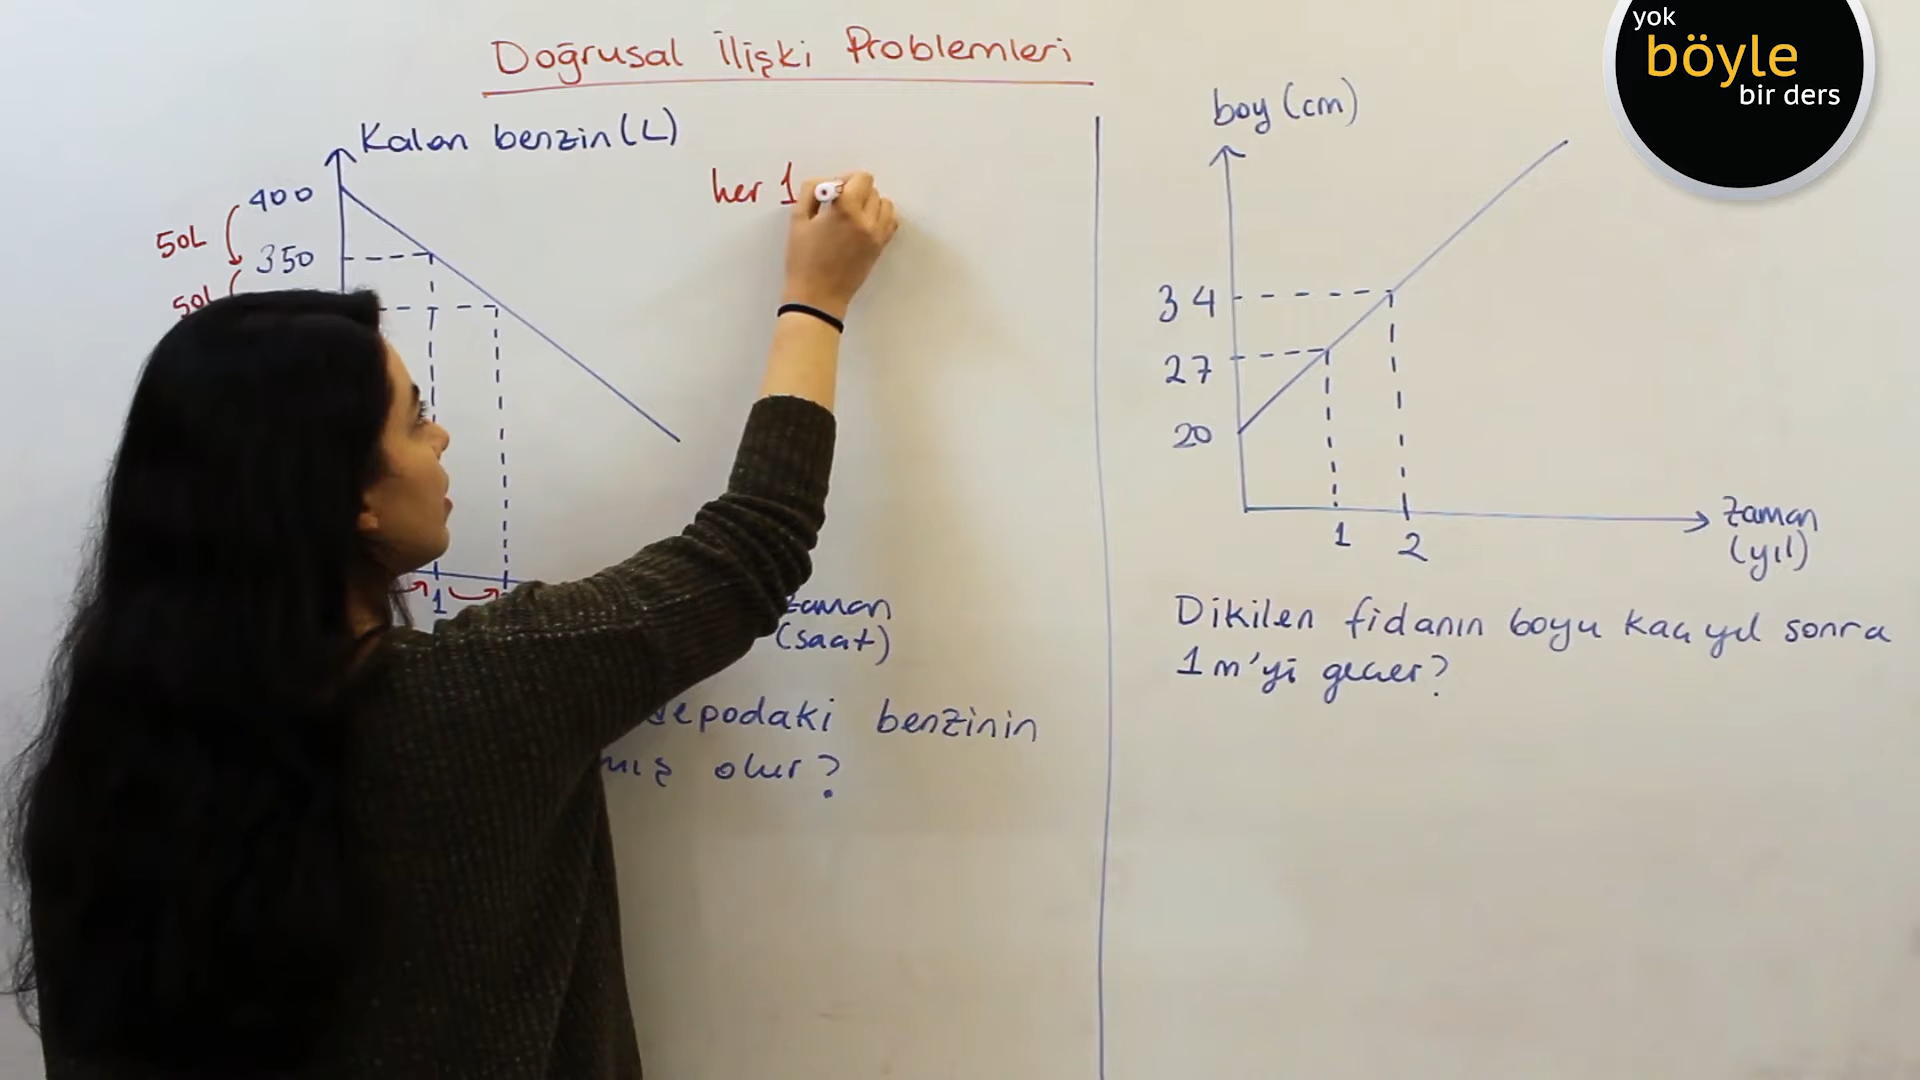 Doğrusal İlişki Problemleri
Kalan benzin (L)
400
50L
350
50L
her 1
1
zaman
(saat)
depodaki benzinin
olur?
boy (cm)
34
27
20
1
2
zaman
(yıl)
Dikilen fidanın boyu kaç yıl sonra
1 m'yi geçer?
yok
böyle
bir ders